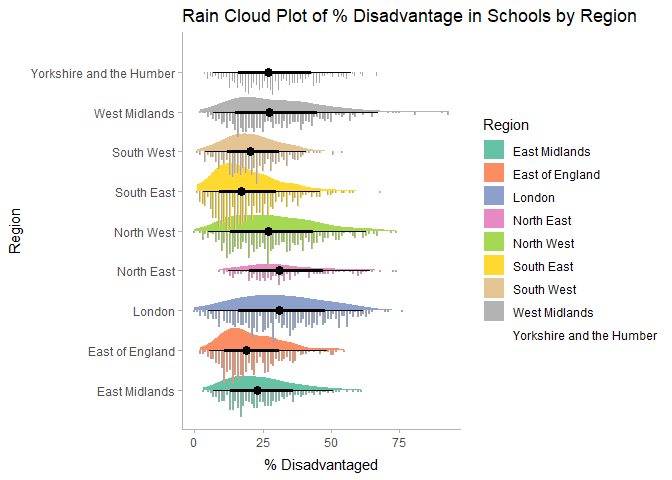 Rain Cloud Plot of % Disadvantage in Schools by Region
Region
Yorkshire and the Humber
West Midlands
South West
South East
North West
North East
London
East of England
East Midlands
0 25 50 75
% Disadvantaged
Region
East Midlands
East of England
London
North East
North West
South East
South West
West Midlands
Yorkshire and the Humber